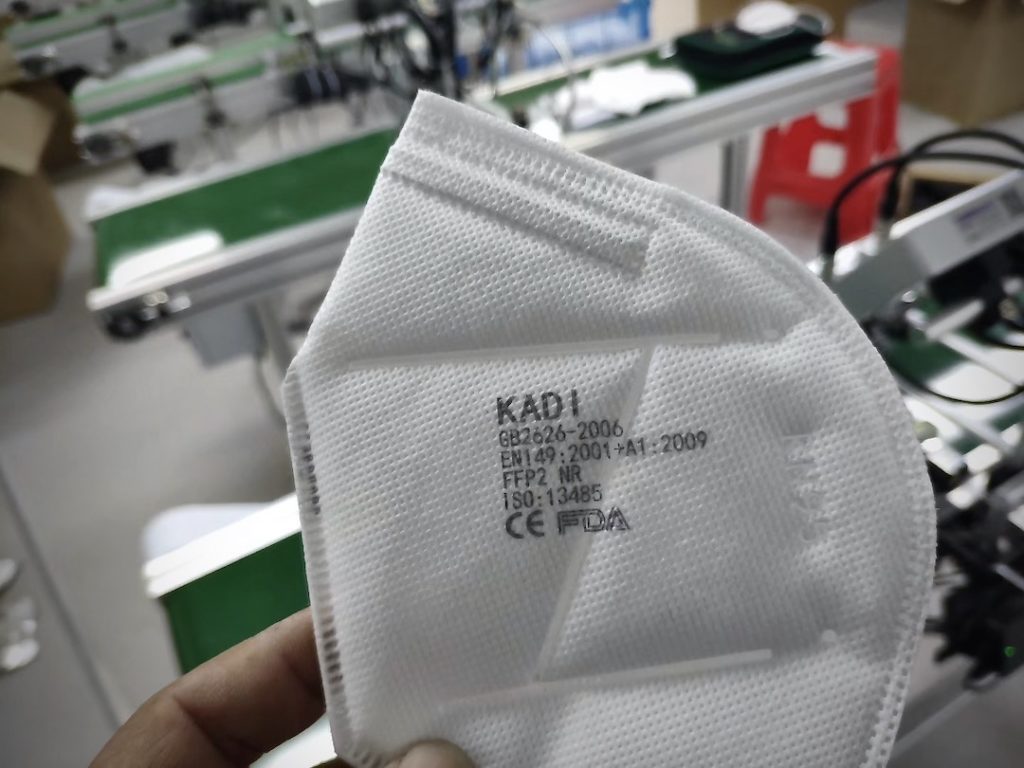 KADI
GB2626-2006
EN149:2001+A1:2009
FFP2 NR
ISO:13485
CE FDA